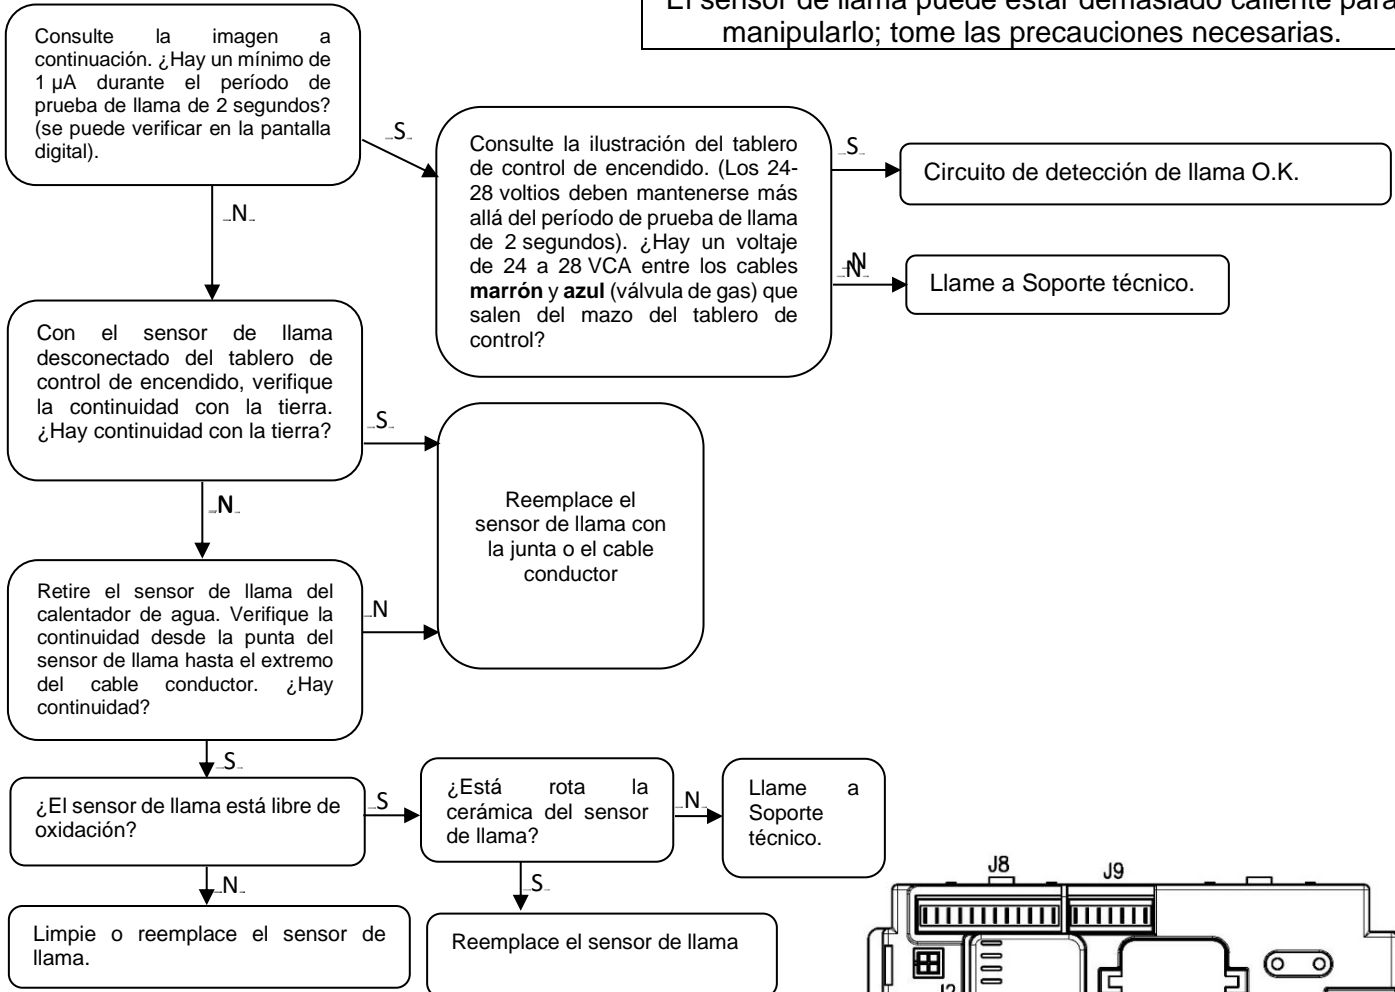 El sensor de llama puede estar demasiado caliente para
manipularlo; tome las precauciones necesarias.
Consulte la imagen a
continuación. ¿Hay un mínimo de
1 µA durante el período de
prueba de llama de 2 segundos?
(se puede verificar en la pantalla
digital).
S
N
Consulte la ilustración del tablero
de control de encendido. (Los 24-
28 voltios deben mantenerse más
allá del período de prueba de llama
de 2 segundos). ¿Hay un voltaje
de 24 a 28 VCA entre los cables
marrón y azul (válvula de gas) que
salen del mazo del tablero de
control?
S
Circuito de detección de llama O.K.
N
N
Llame a Soporte técnico.
Con el sensor de llama
desconectado del tablero de
control de encendido, verifique
la continuidad con la tierra.
¿Hay continuidad con la tierra?
S
N
Reemplace el
sensor de llama con
la junta o el cable
conductor
Retire el sensor de llama del
calentador de agua. Verifique la
continuidad desde la punta del
sensor de llama hasta el extremo
del cable conductor. ¿Hay
continuidad?
N
S
¿El sensor de llama está libre de
oxidación?
S
N
¿Está rota la
cerámica del sensor
de llama?
N
S
Llame a
Soporte
técnico.
Limpie o reemplace el sensor de
llama.
Reemplace el sensor de llama
J8
J9
J2